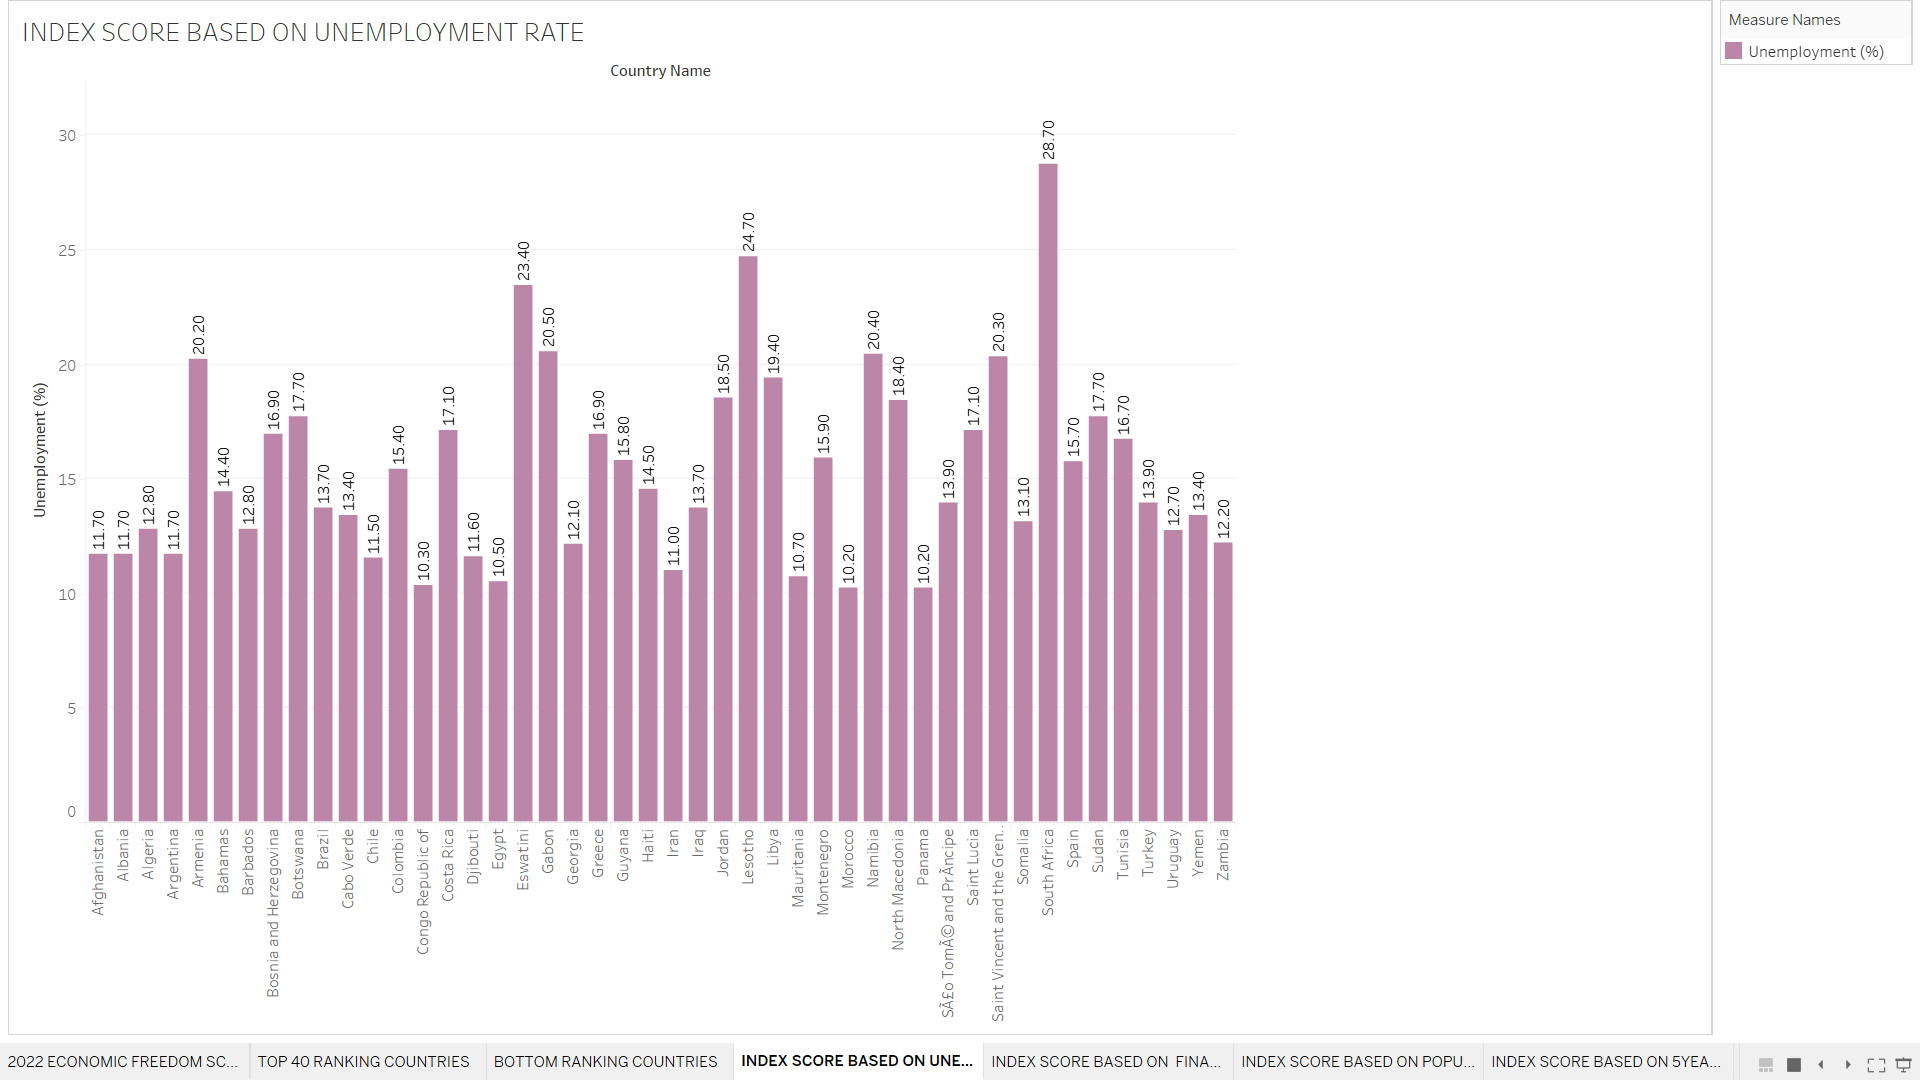 INDEX SCORE BASED ON UNEMPLOYMENT RATE
Measure Names
Unemployment (%)
Country Name
Unemployment (%)
30
25
20
15
10
5
0
11.70
11.70
12.80
11.70
20.20
14.40
12.80
16.90
17.70
13.70
13.40
11.50
15.40
10.30
17.10
11.60
10.50
23.40
20.50
12.10
16.90
15.80
14.50
11.00
13.70
18.50
24.70
19.40
10.70
15.90
10.20
20.40
18.40
10.20
13.90
17.10
20.30
13.10
28.70
15.70
17.70
16.70
13.90
12.70
13.40
12.20
Afghanistan
Albania
Algeria
Argentina
Armenia
Bahamas
Barbados
Bosnia and Herzegovina
Botswana
Brazil
Cabo Verde
Chile
Colombia
Congo Republic of
Costa Rica
Djibouti
Egypt
Eswatini
Gabon
Georgia
Greece
Guyana
Haiti
Iran
Iraq
Jordan
Lesotho
Libya
Mauritania
Montenegro
Morocco
Namibia
North Macedonia
Panama
SÃ£o TomÃ© and PrÃncipe
Saint Lucia
Saint Vincent and the Gren..
Somalia
South Africa
Spain
Sudan
Tunisia
Turkey
Uruguay
Yemen
Zambia
2022 ECONOMIC FREEDOM SC...
TOP 40 RANKING COUNTRIES
BOTTOM RANKING COUNTRIES
INDEX SCORE BASED ON UNE...
INDEX SCORE BASED ON  FINA...
INDEX SCORE BASED ON POPU...
INDEX SCORE BASED ON 5YEA...